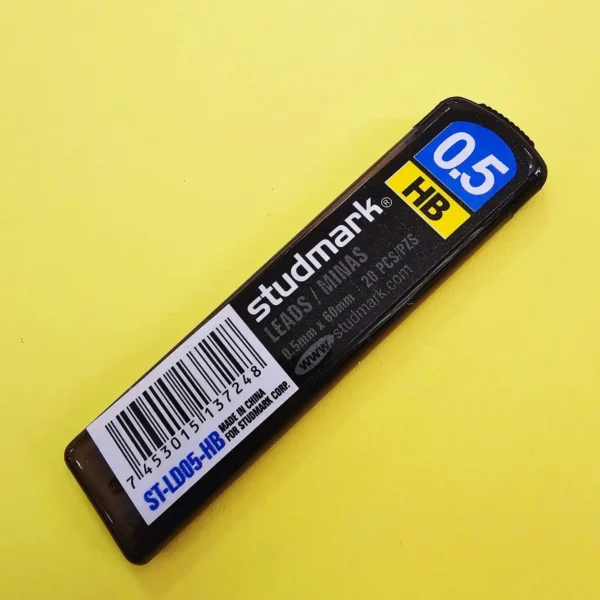 0.5
HB
studmark®
LEADS / MINAS
0.5mm x 60mm 20 PCS/PZS
www.studmark.com
7 453015 137248
ST-LD05-HB
MADE IN CHINA
FOR STUDMARK CORP.